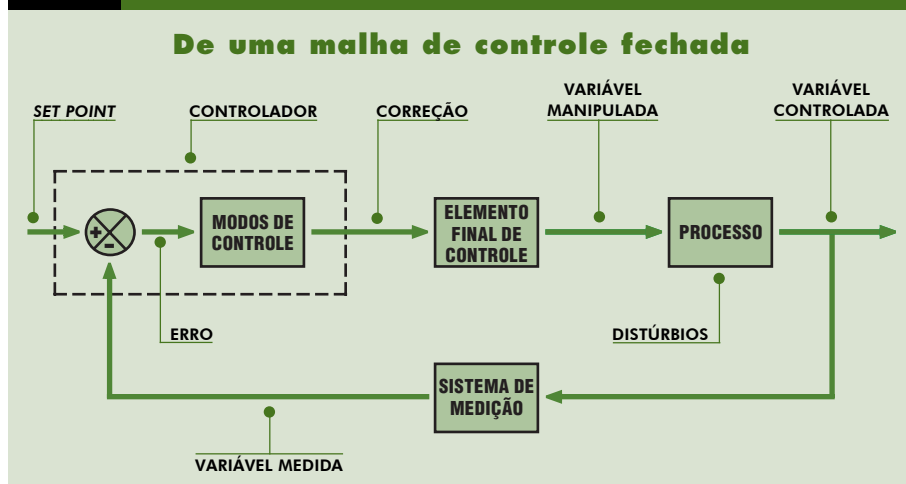 De uma malha de controle fechada
SET POINT
CONTROLADOR
CORREÇÃO
VARIÁVEL
MANIPULADA
VARIÁVEL
CONTROLADA
+
-
MODOS DE
CONTROLE
ELEMENTO
FINAL DE
CONTROLE
PROCESSO
ERRO
DISTÚRBIOS
SISTEMA DE
MEDIÇÃO
VARIÁVEL MEDIDA